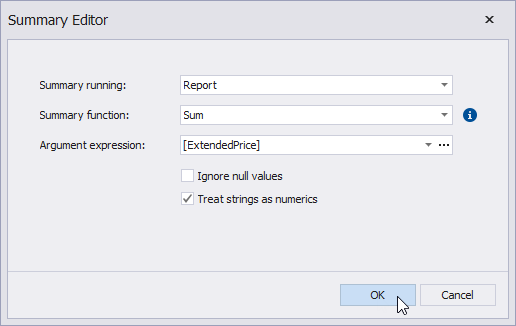 Summary Editor
Summary running: Report
Summary function: Sum
Argument expression: [ExtendedPrice] ...
Ignore null values
Treat strings as numerics
OK Cancel